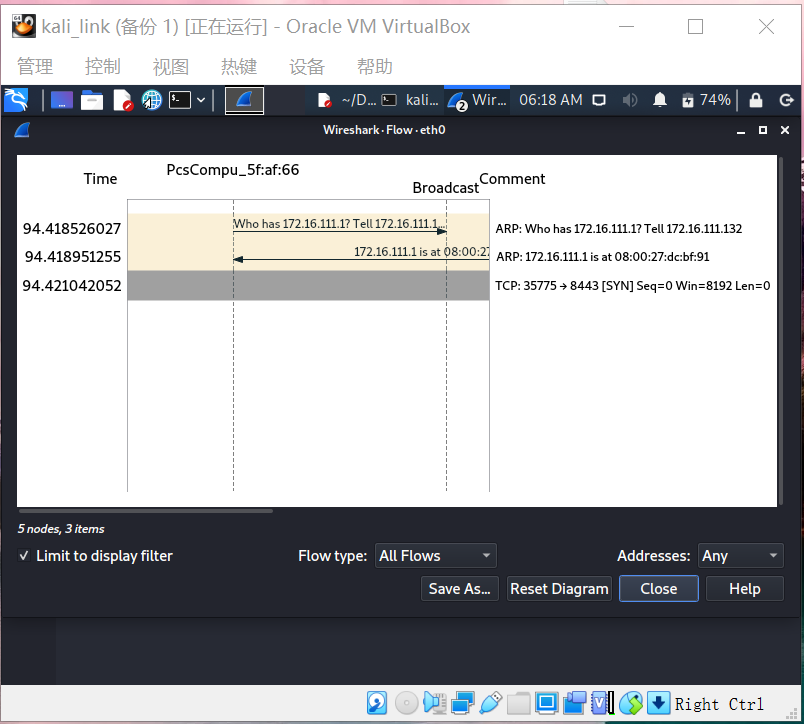 kali_link (备份 1) [正在运行] - Oracle VM VirtualBox
管理 控制 视图 热键 设备 帮助
~/D... kali... 2 Wir... 06:18 AM 74%
Wireshark · Flow · eth0
Time PcsCompu_5f:af:66 Broadcast Comment
94.418526027 Who has 172.16.111.1? Tell 172.16.111.1... ARP: Who has 172.16.111.1? Tell 172.16.111.132
94.418951255 172.16.111.1 is at 08:00:27 ARP: 172.16.111.1 is at 08:00:27:dc:bf:91
94.421042052 TCP: 35775 → 8443 [SYN] Seq=0 Win=8192 Len=0
5 nodes, 3 items
Limit to display filter Flow type: All Flows Addresses: Any
Save As... Reset Diagram Close Help
Right Ctrl